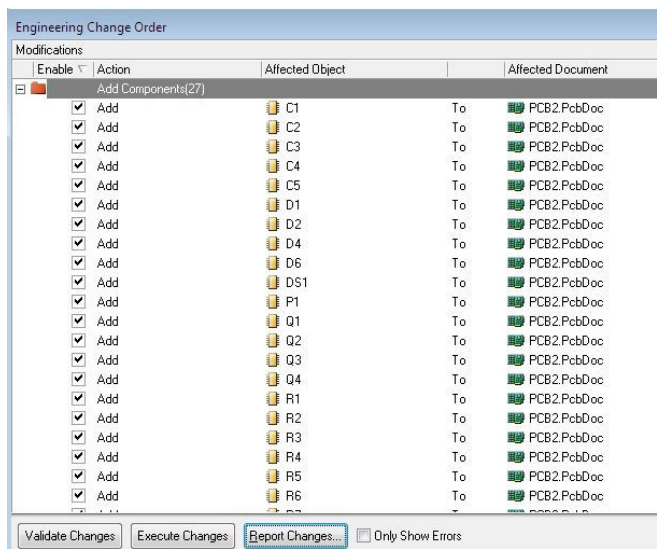 Engineering Change Order
Modifications
Enable Action Affected Object Affected Document
Add Components(27)
Add C1 To PCB2.PcbDoc
Add C2 To PCB2.PcbDoc
Add C3 To PCB2.PcbDoc
Add C4 To PCB2.PcbDoc
Add C5 To PCB2.PcbDoc
Add D1 To PCB2.PcbDoc
Add D2 To PCB2.PcbDoc
Add D4 To PCB2.PcbDoc
Add D6 To PCB2.PcbDoc
Add DS1 To PCB2.PcbDoc
Add P1 To PCB2.PcbDoc
Add Q1 To PCB2.PcbDoc
Add Q2 To PCB2.PcbDoc
Add Q3 To PCB2.PcbDoc
Add Q4 To PCB2.PcbDoc
Add R1 To PCB2.PcbDoc
Add R2 To PCB2.PcbDoc
Add R3 To PCB2.PcbDoc
Add R4 To PCB2.PcbDoc
Add R5 To PCB2.PcbDoc
Add R6 To PCB2.PcbDoc
Validate Changes Execute Changes Report Changes... Only Show Errors